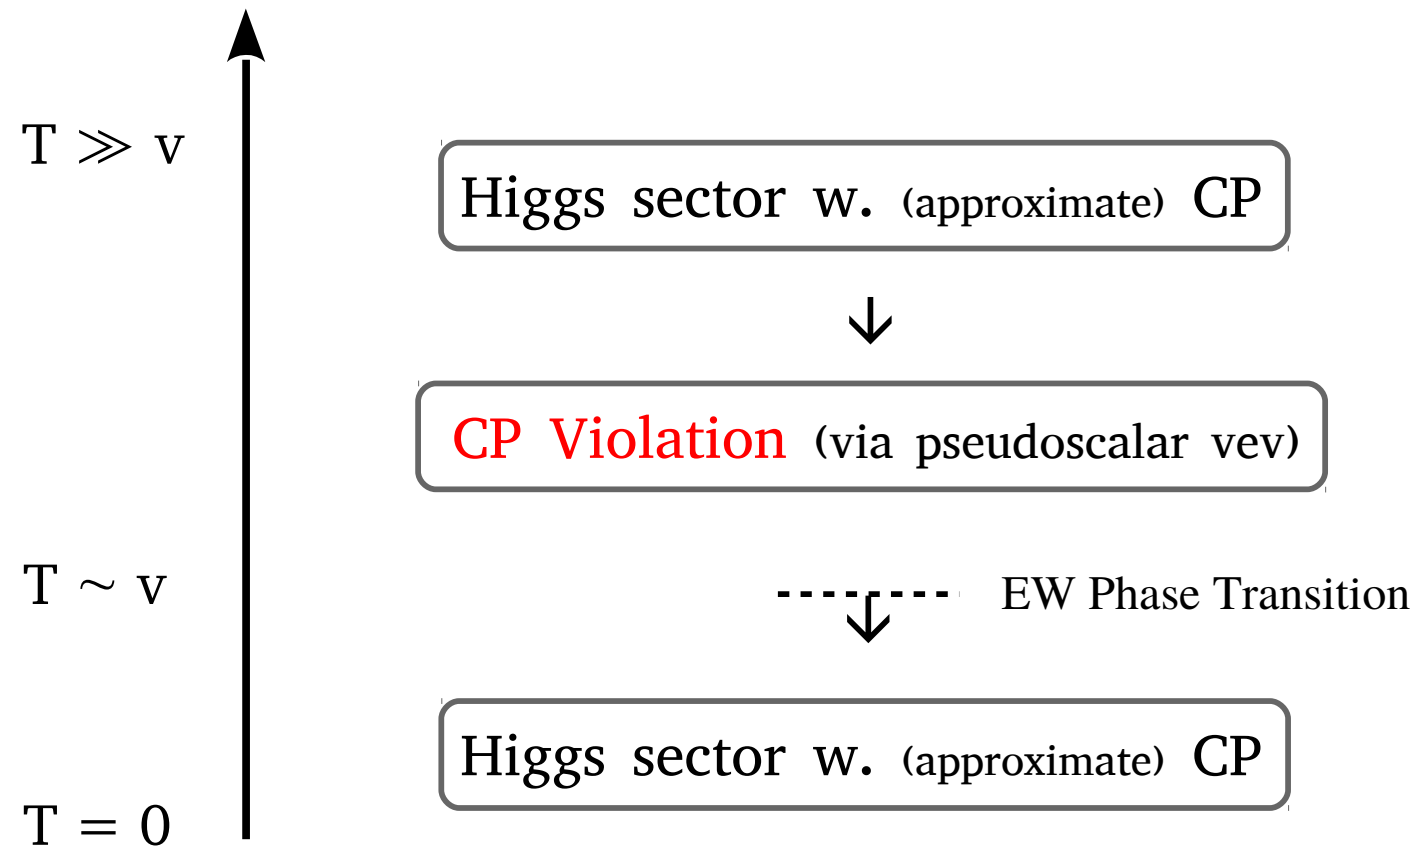 T ≫ v
Higgs sector w. (approximate) CP
CP Violation (via pseudoscalar vev)
T ~ v
EW Phase Transition
Higgs sector w. (approximate) CP
T = 0